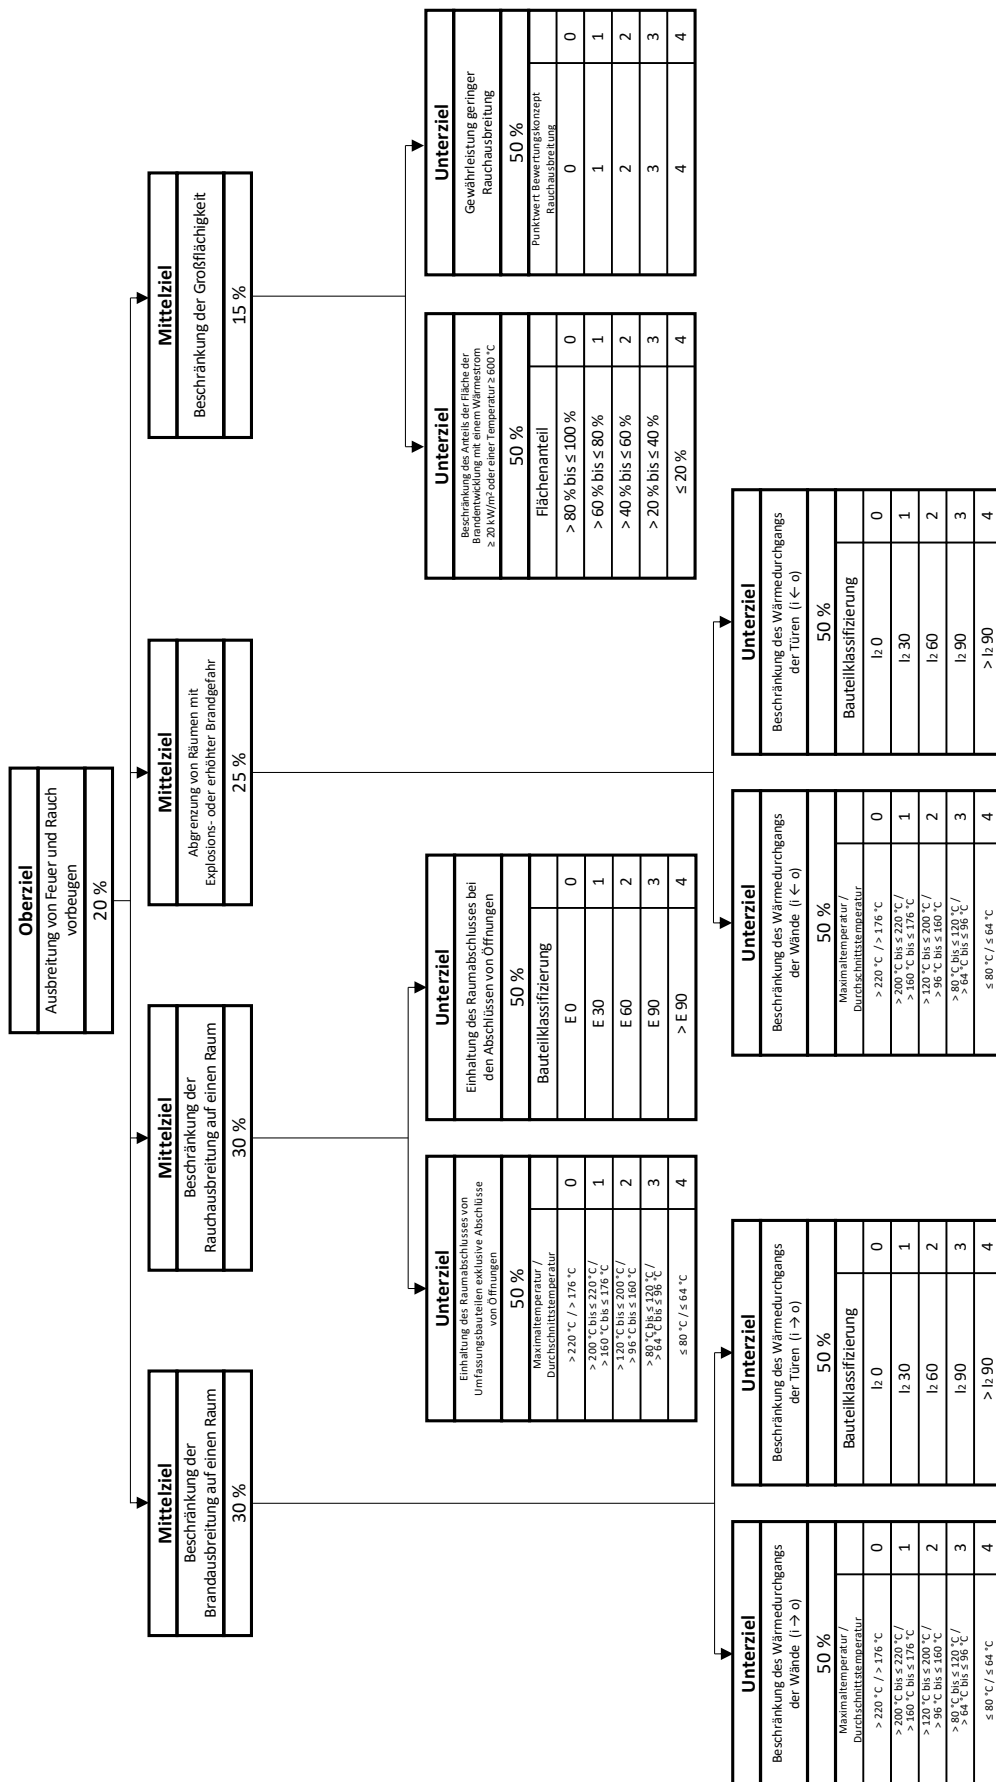 Oberziel
Ausbreitung von Feuer und Rauch
vorbeugen
20 %
Mittelziel
Beschränkung der
Brandausbreitung auf einen Raum
30 %
Mittelziel
Beschränkung der
Rauchausbreitung auf einen Raum
30 %
Mittelziel
Abgrenzung von Räumen mit
Explosions- oder erhöhter Brandgefahr
25 %
Mittelziel
Beschränkung der Großflächigkeit
15 %
Unterziel
Einhaltung des Raumabschlusses von
Umfassungsbauteilen exklusive Abschlüsse
von Öffnungen
50 %
Maximaltemperatur /
Durchschnittstemperatur
> 220 °C / > 176 °C 0
> 200 °C bis ≤ 220 °C /
> 160 °C bis ≤ 176 °C 1
> 120 °C bis ≤ 200 °C /
> 96 °C bis ≤ 160 °C 2
> 80 °C bis ≤ 120 °C /
> 64 °C bis ≤ 96 °C 3
≤ 80 °C / ≤ 64 °C 4
Unterziel
Einhaltung des Raumabschlusses bei
den Abschlüssen von Öffnungen
50 %
Bauteilklassifizierung
E 0 0
E 30 1
E 60 2
E 90 3
> E 90 4
Unterziel
Beschränkung des Anteils der Fläche der
Brandentwicklung mit einem Wärmestrom
≥ 20 kW/m² oder einer Temperatur ≥ 600 °C
50 %
Flächenanteil
> 80 % bis ≤ 100 % 0
> 60 % bis ≤ 80 % 1
> 40 % bis ≤ 60 % 2
> 20 % bis ≤ 40 % 3
≤ 20 % 4
Unterziel
Gewährleistung geringer
Rauchausbreitung
50 %
Punktwert Bewertungskonzept
Rauchausbreitung
0 0
1 1
2 2
3 3
4 4
Unterziel
Beschränkung des Wärmedurchgangs
der Wände (i → o)
50 %
Maximaltemperatur /
Durchschnittstemperatur
> 220 °C / > 176 °C 0
> 200 °C bis ≤ 220 °C /
> 160 °C bis ≤ 176 °C 1
> 120 °C bis ≤ 200 °C /
> 96 °C bis ≤ 160 °C 2
> 80 °C bis ≤ 120 °C /
> 64 °C bis ≤ 96 °C 3
≤ 80 °C / ≤ 64 °C 4
Unterziel
Beschränkung des Wärmedurchgangs
der Türen (i → o)
50 %
Bauteilklassifizierung
I₂ 0 0
I₂ 30 1
I₂ 60 2
I₂ 90 3
> I₂ 90 4
Unterziel
Beschränkung des Wärmedurchgangs
der Wände (i ← o)
50 %
Maximaltemperatur /
Durchschnittstemperatur
> 220 °C / > 176 °C 0
> 200 °C bis ≤ 220 °C /
> 160 °C bis ≤ 176 °C 1
> 120 °C bis ≤ 200 °C /
> 96 °C bis ≤ 160 °C 2
> 80 °C bis ≤ 120 °C /
> 64 °C bis ≤ 96 °C 3
≤ 80 °C / ≤ 64 °C 4
Unterziel
Beschränkung des Wärmedurchgangs
der Türen (i ← o)
50 %
Bauteilklassifizierung
I₂ 0 0
I₂ 30 1
I₂ 60 2
I₂ 90 3
> I₂ 90 4